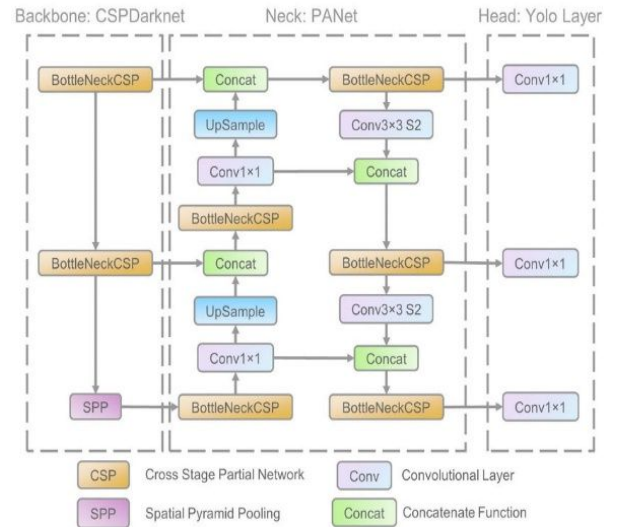 Backbone: CSPDarknet Neck: PANet Head: Yolo Layer
BottleNeckCSP Concat BottleNeckCSP Conv1×1
UpSample Conv3×3 S2
Conv1×1 Concat
BottleNeckCSP
BottleNeckCSP Concat BottleNeckCSP Conv1×1
UpSample Conv3×3 S2
Conv1×1 Concat
SPP BottleNeckCSP BottleNeckCSP Conv1×1
CSP Cross Stage Partial Network Conv Convolutional Layer
SPP Spatial Pyramid Pooling Concat Concatenate Function